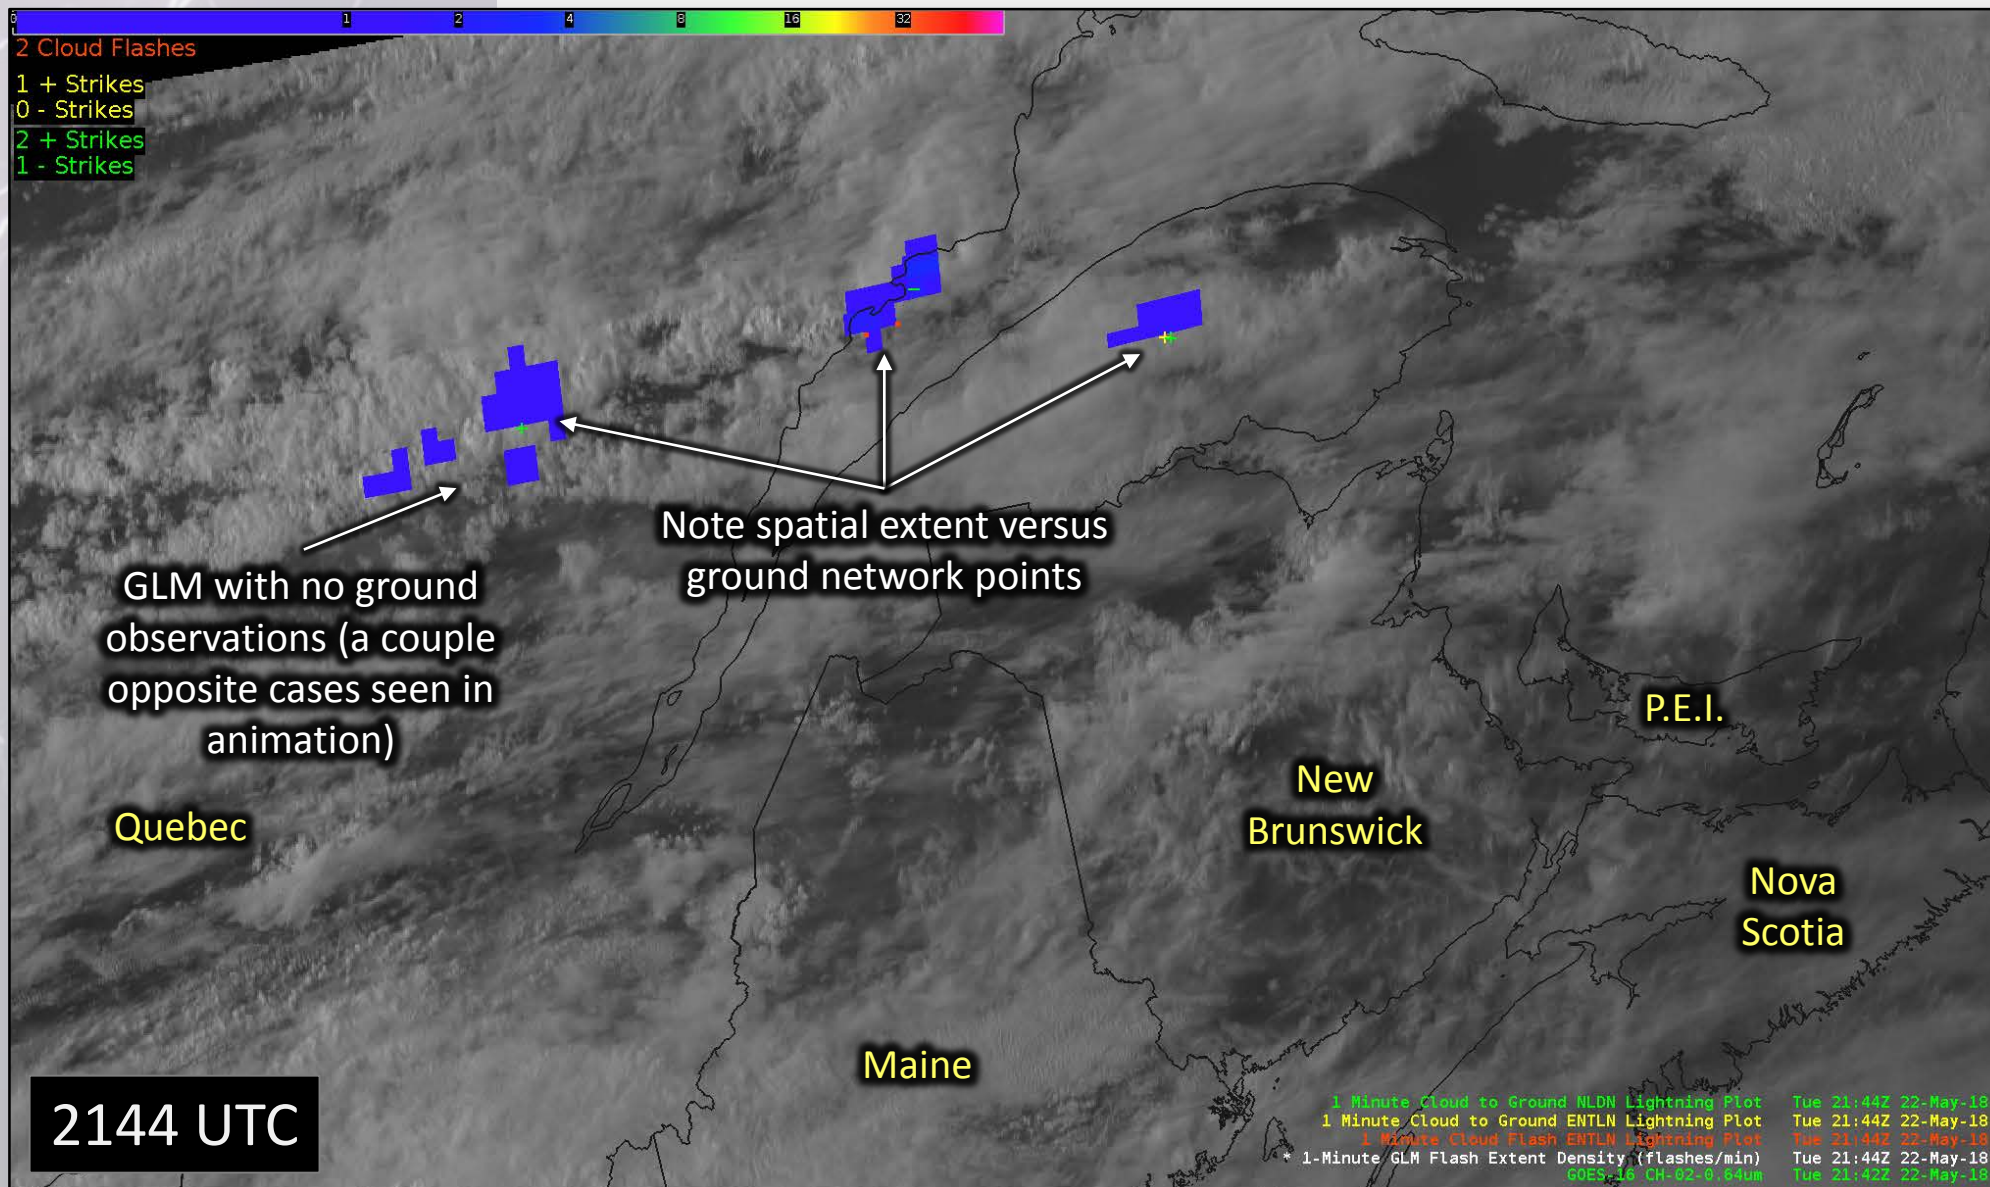 0 1 2 4 8 16 32
2 Cloud Flashes
1 + Strikes
0 - Strikes
2 + Strikes
1 - Strikes
Note spatial extent versus
ground network points
GLM with no ground
observations (a couple
opposite cases seen in
animation)
P.E.I.
New
Brunswick
Quebec
Nova
Scotia
Maine
2144 UTC
1 Minute Cloud to Ground NLDN Lightning Plot Tue 21:44Z 22-May-18
1 Minute Cloud to Ground ENTLN Lightning Plot Tue 21:44Z 22-May-18
1 Minute Cloud Flash ENTLN Lightning Plot Tue 21:44Z 22-May-18
* 1-Minute GLM Flash Extent Density (flashes/min) Tue 21:44Z 22-May-18
GOES-16 CH-02-0.64um Tue 21:42Z 22-May-18